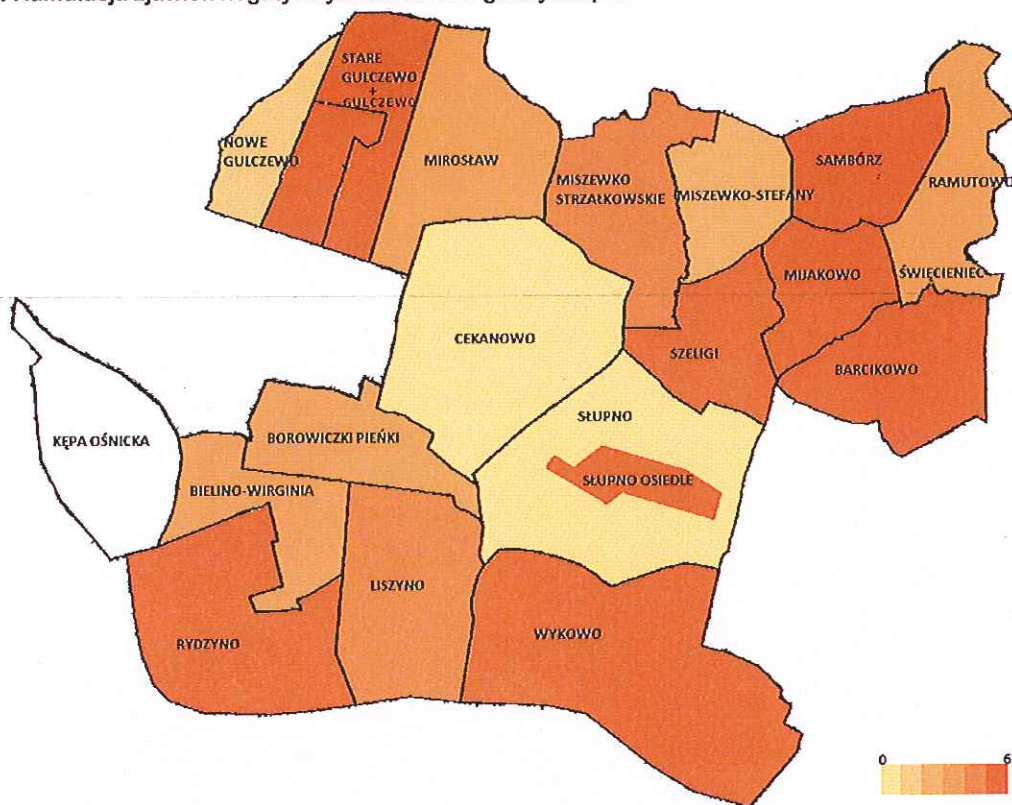 STARE
GULCZEWO
+
GULCZEWO
NOWE
GULCZEWO
MIROSŁAW
MISZEWKO
STRZAŁKOWSKIE
MISZEWKO-STEFANY
SAMBÓRZ
RAMUTOWO
MIJAKOWO
ŚWIĘCIENIEC
CEKANOWO
SZELIGI
BARCIKOWO
SŁUPNO
KĘPA OŚNICKA
BOROWICZKI PIEŃKI
SŁUPNO OSIEDLE
BIELINO-WIRGINIA
LISZYNO
WYKOWO
RYDZYNO
0 6